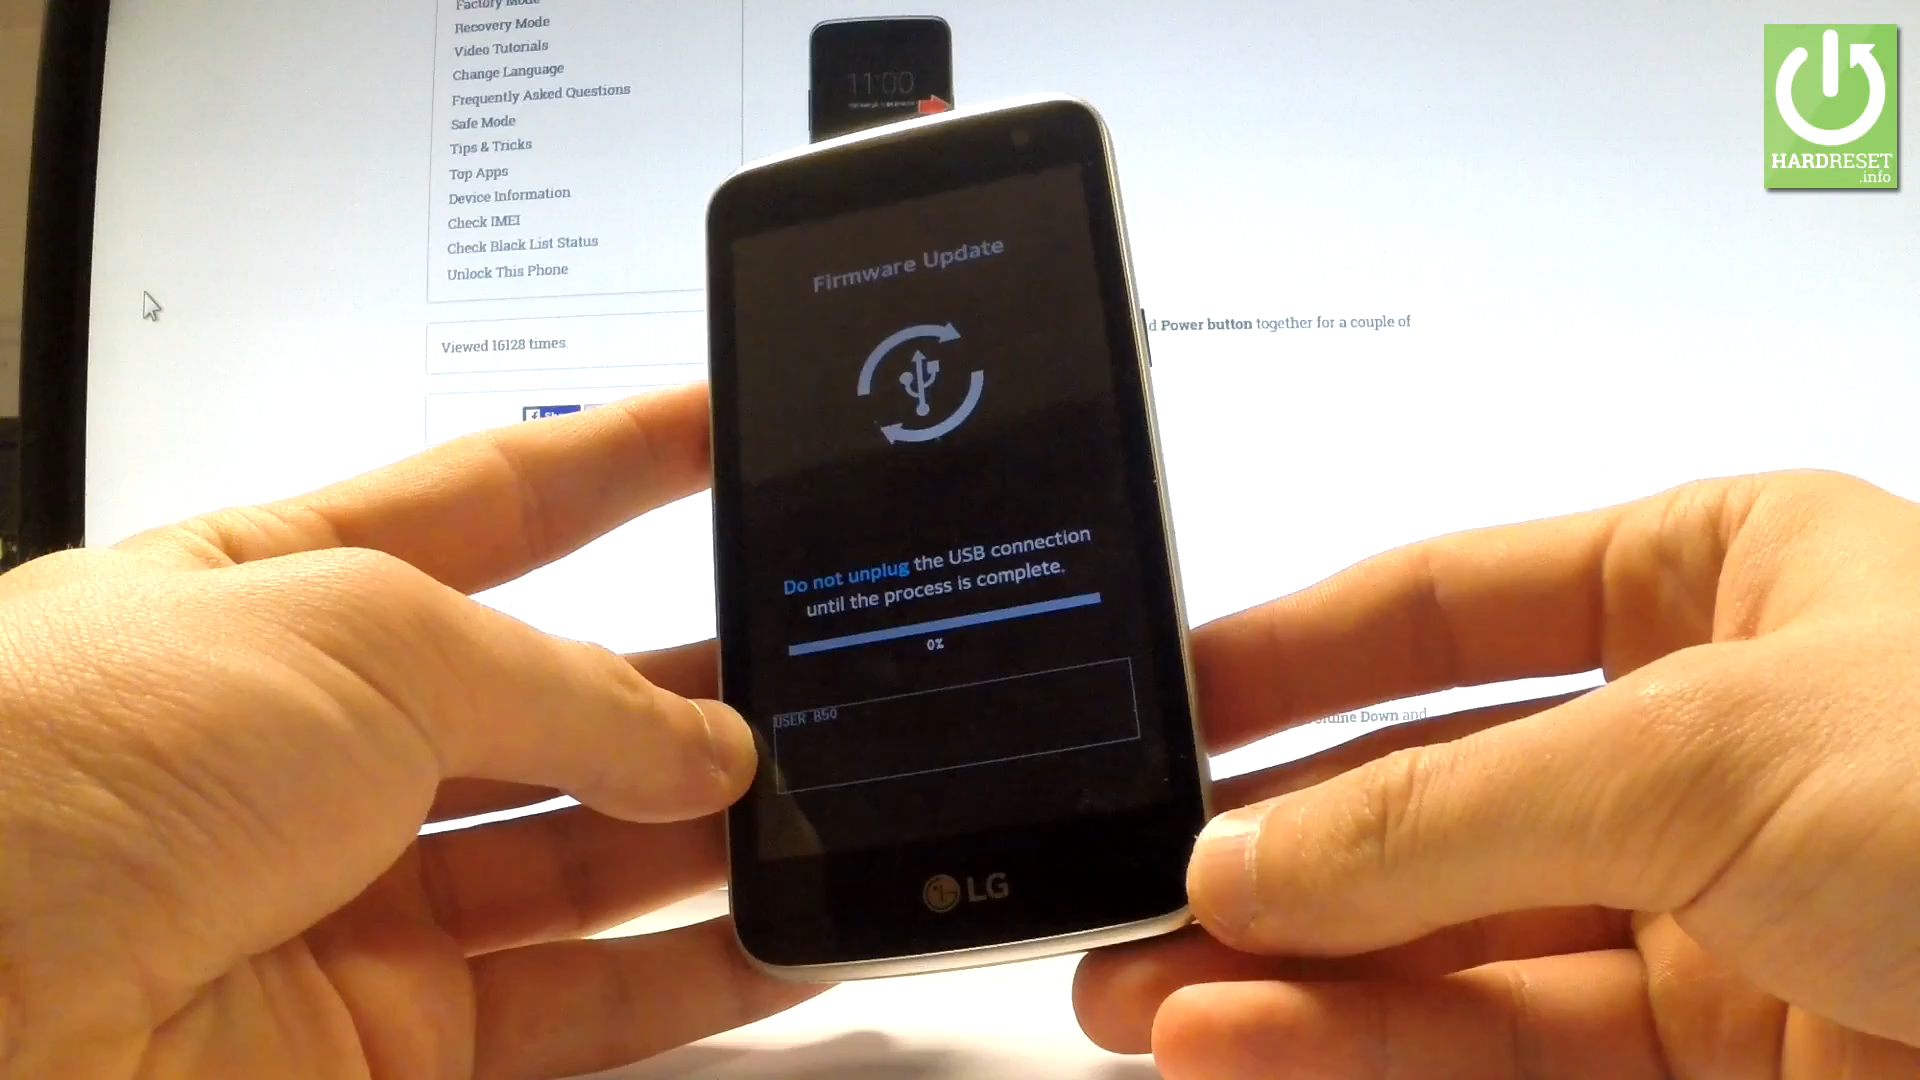 Factory Mode
Recovery Mode
Video Tutorials
Change Language
Frequently Asked Questions
Safe Mode
Tips & Tricks
Top Apps
Device Information
Check IMEI
Check Black List Status
Unlock This Phone
Viewed 16128 times.
11:00
d Power button together for a couple of
Down and
Firmware Update
Do not unplug the USB connection
until the process is complete.
0%
USER 850
LG
HARDRESET
.info